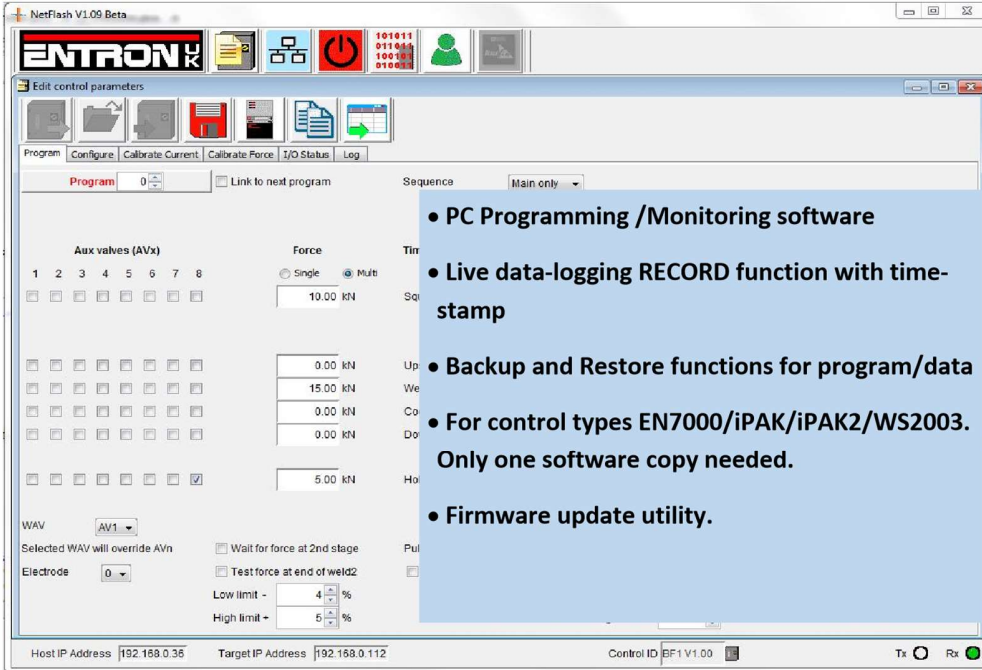 NetFlash V1.09 Beta
ENTRON UK
101011
011011
100101
010011
Edit control parameters
Program Configure Calibrate Current Calibrate Force I/O Status Log
Program 0 Link to next program Sequence Main only
Aux valves (AVx) Force
1 2 3 4 5 6 7 8 Single Multi
10.00 kN
0.00 kN
15.00 kN
0.00 kN
0.00 kN
5.00 kN
WAV AV1
Selected WAV will override AVn Wait for force at 2nd stage
Electrode 0 Test force at end of weld2
Low limit - 4 %
High limit + 5 %
• PC Programming /Monitoring software
• Live data-logging RECORD function with time-
stamp
• Backup and Restore functions for program/data
• For control types EN7000/iPAK/iPAK2/WS2003.
Only one software copy needed.
• Firmware update utility.
Host IP Address 192.168.0.36 Target IP Address 192.168.0.112 Control ID BF1 V1.00 Tx Rx